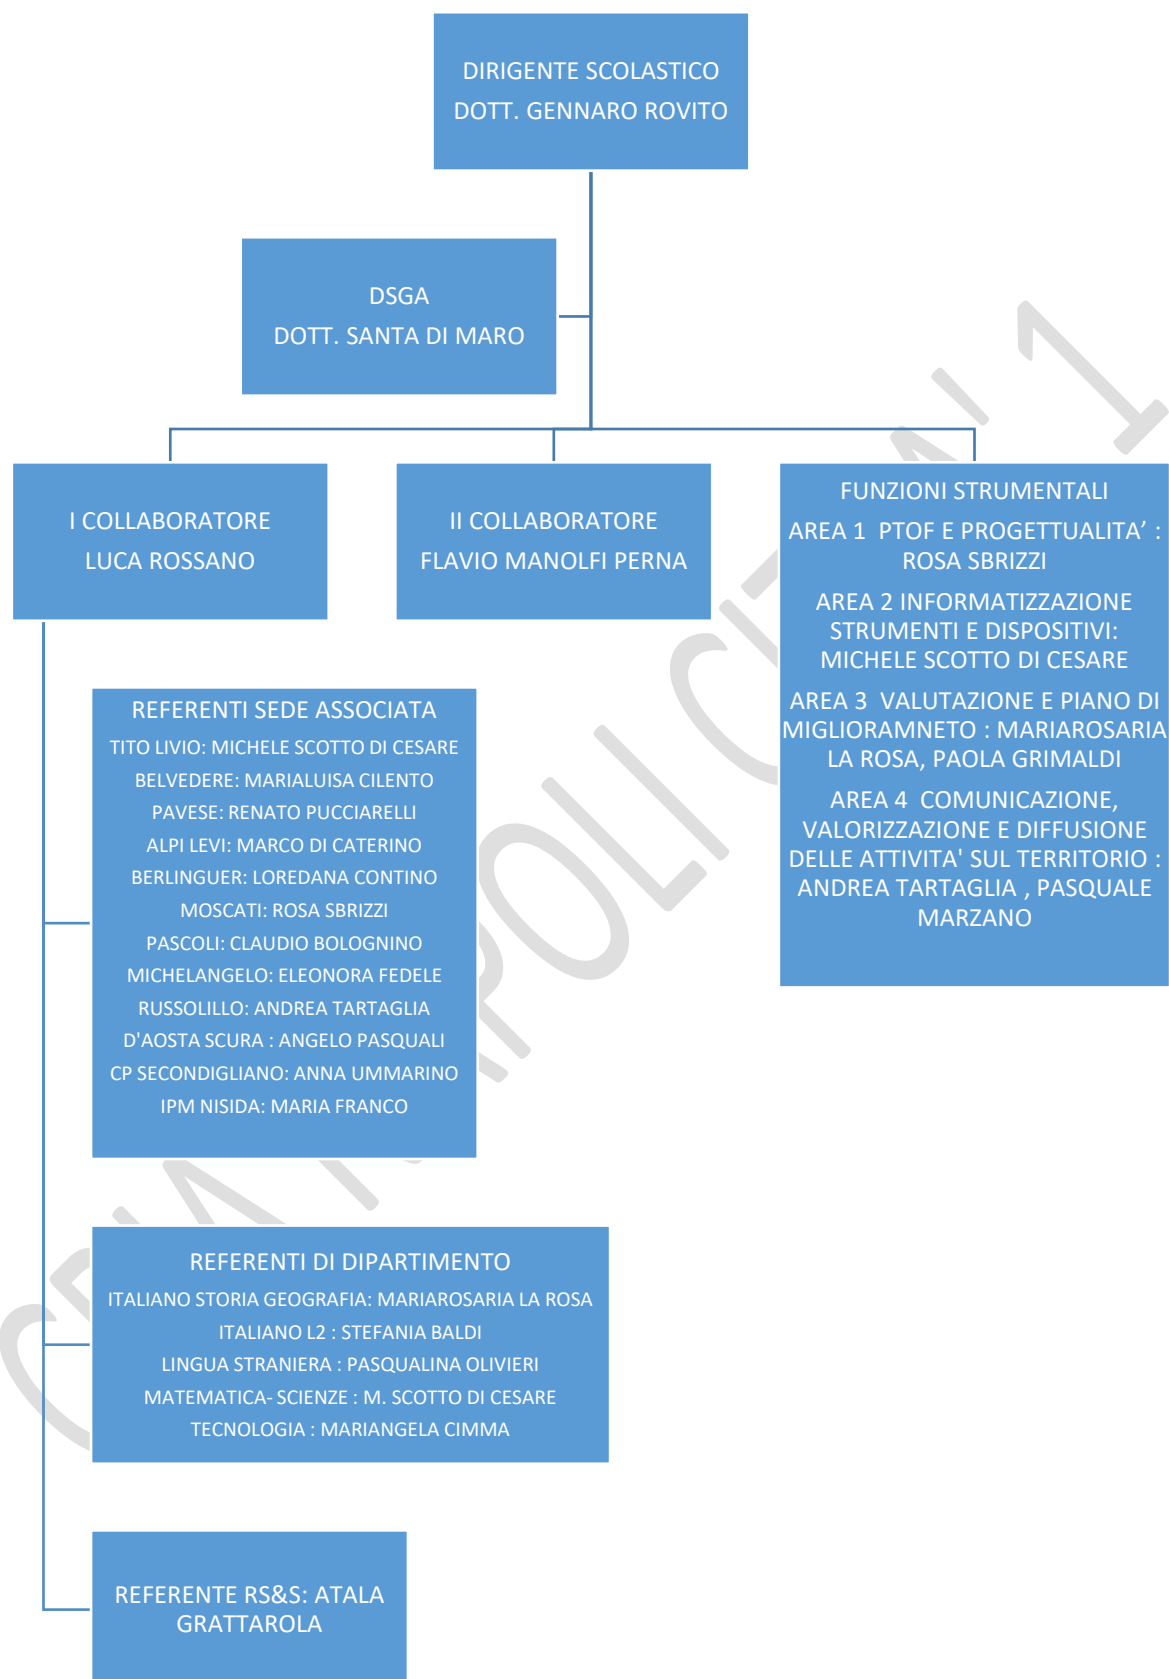 DIRIGENTE SCOLASTICO
DOTT. GENNARO ROVITO
DSGA
DOTT. SANTA DI MARO
I COLLABORATORE
LUCA ROSSANO
II COLLABORATORE
FLAVIO MANOLFI PERNA
FUNZIONI STRUMENTALI
AREA 1 PTOF E PROGETTUALITA’ :
ROSA SBRIZZI
AREA 2 INFORMATIZZAZIONE
STRUMENTI E DISPOSITIVI:
MICHELE SCOTTO DI CESARE
AREA 3 VALUTAZIONE E PIANO DI
MIGLIORAMNETO : MARIAROSARIA
LA ROSA, PAOLA GRIMALDI
AREA 4 COMUNICAZIONE,
VALORIZZAZIONE E DIFFUSIONE
DELLE ATTIVITA' SUL TERRITORIO :
ANDREA TARTAGLIA , PASQUALE
MARZANO
REFERENTI SEDE ASSOCIATA
TITO LIVIO: MICHELE SCOTTO DI CESARE
BELVEDERE: MARIALUISA CILENTO
PAVESE: RENATO PUCCIARELLI
ALPI LEVI: MARCO DI CATERINO
BERLINGUER: LOREDANA CONTINO
MOSCATI: ROSA SBRIZZI
PASCOLI: CLAUDIO BOLOGNINO
MICHELANGELO: ELEONORA FEDELE
RUSSOLILLO: ANDREA TARTAGLIA
D'AOSTA SCURA : ANGELO PASQUALI
CP SECONDIGLIANO: ANNA UMMARINO
IPM NISIDA: MARIA FRANCO
REFERENTI DI DIPARTIMENTO
ITALIANO STORIA GEOGRAFIA: MARIAROSARIA LA ROSA
ITALIANO L2 : STEFANIA BALDI
LINGUA STRANIERA : PASQUALINA OLIVIERI
MATEMATICA- SCIENZE : M. SCOTTO DI CESARE
TECNOLOGIA : MARIANGELA CIMMA
REFERENTE RS&S: ATALA
GRATTAROLA